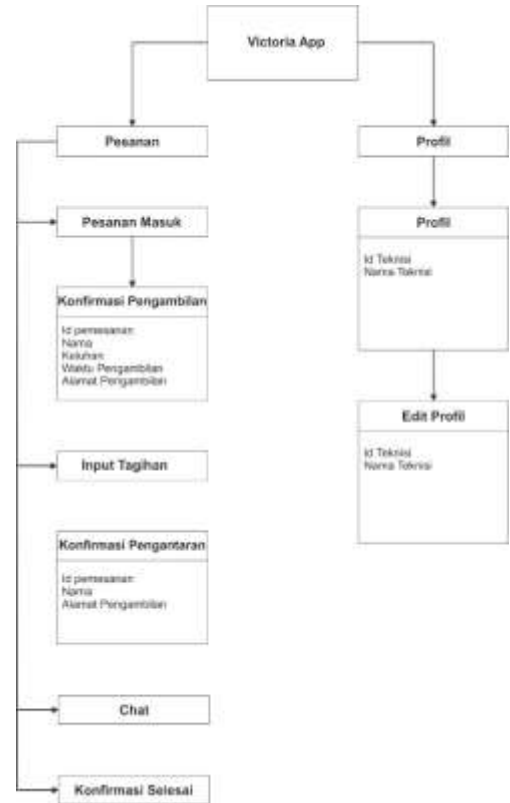 Victoria App
Pesanan
Profil
Pesanan Masuk
Profil
Id Teknisi
Nama Teknisi
Konfirmasi Pengambilan
Id pemesanan
Nama
Keluhan
Waktu Pengambilan
Alamat Pengambilan
Edit Profil
Id Teknisi
Nama Teknisi
Input Tagihan
Konfirmasi Pengantaran
Id pemesanan
Nama
Alamat Pengambilan
Chat
Konfirmasi Selesai